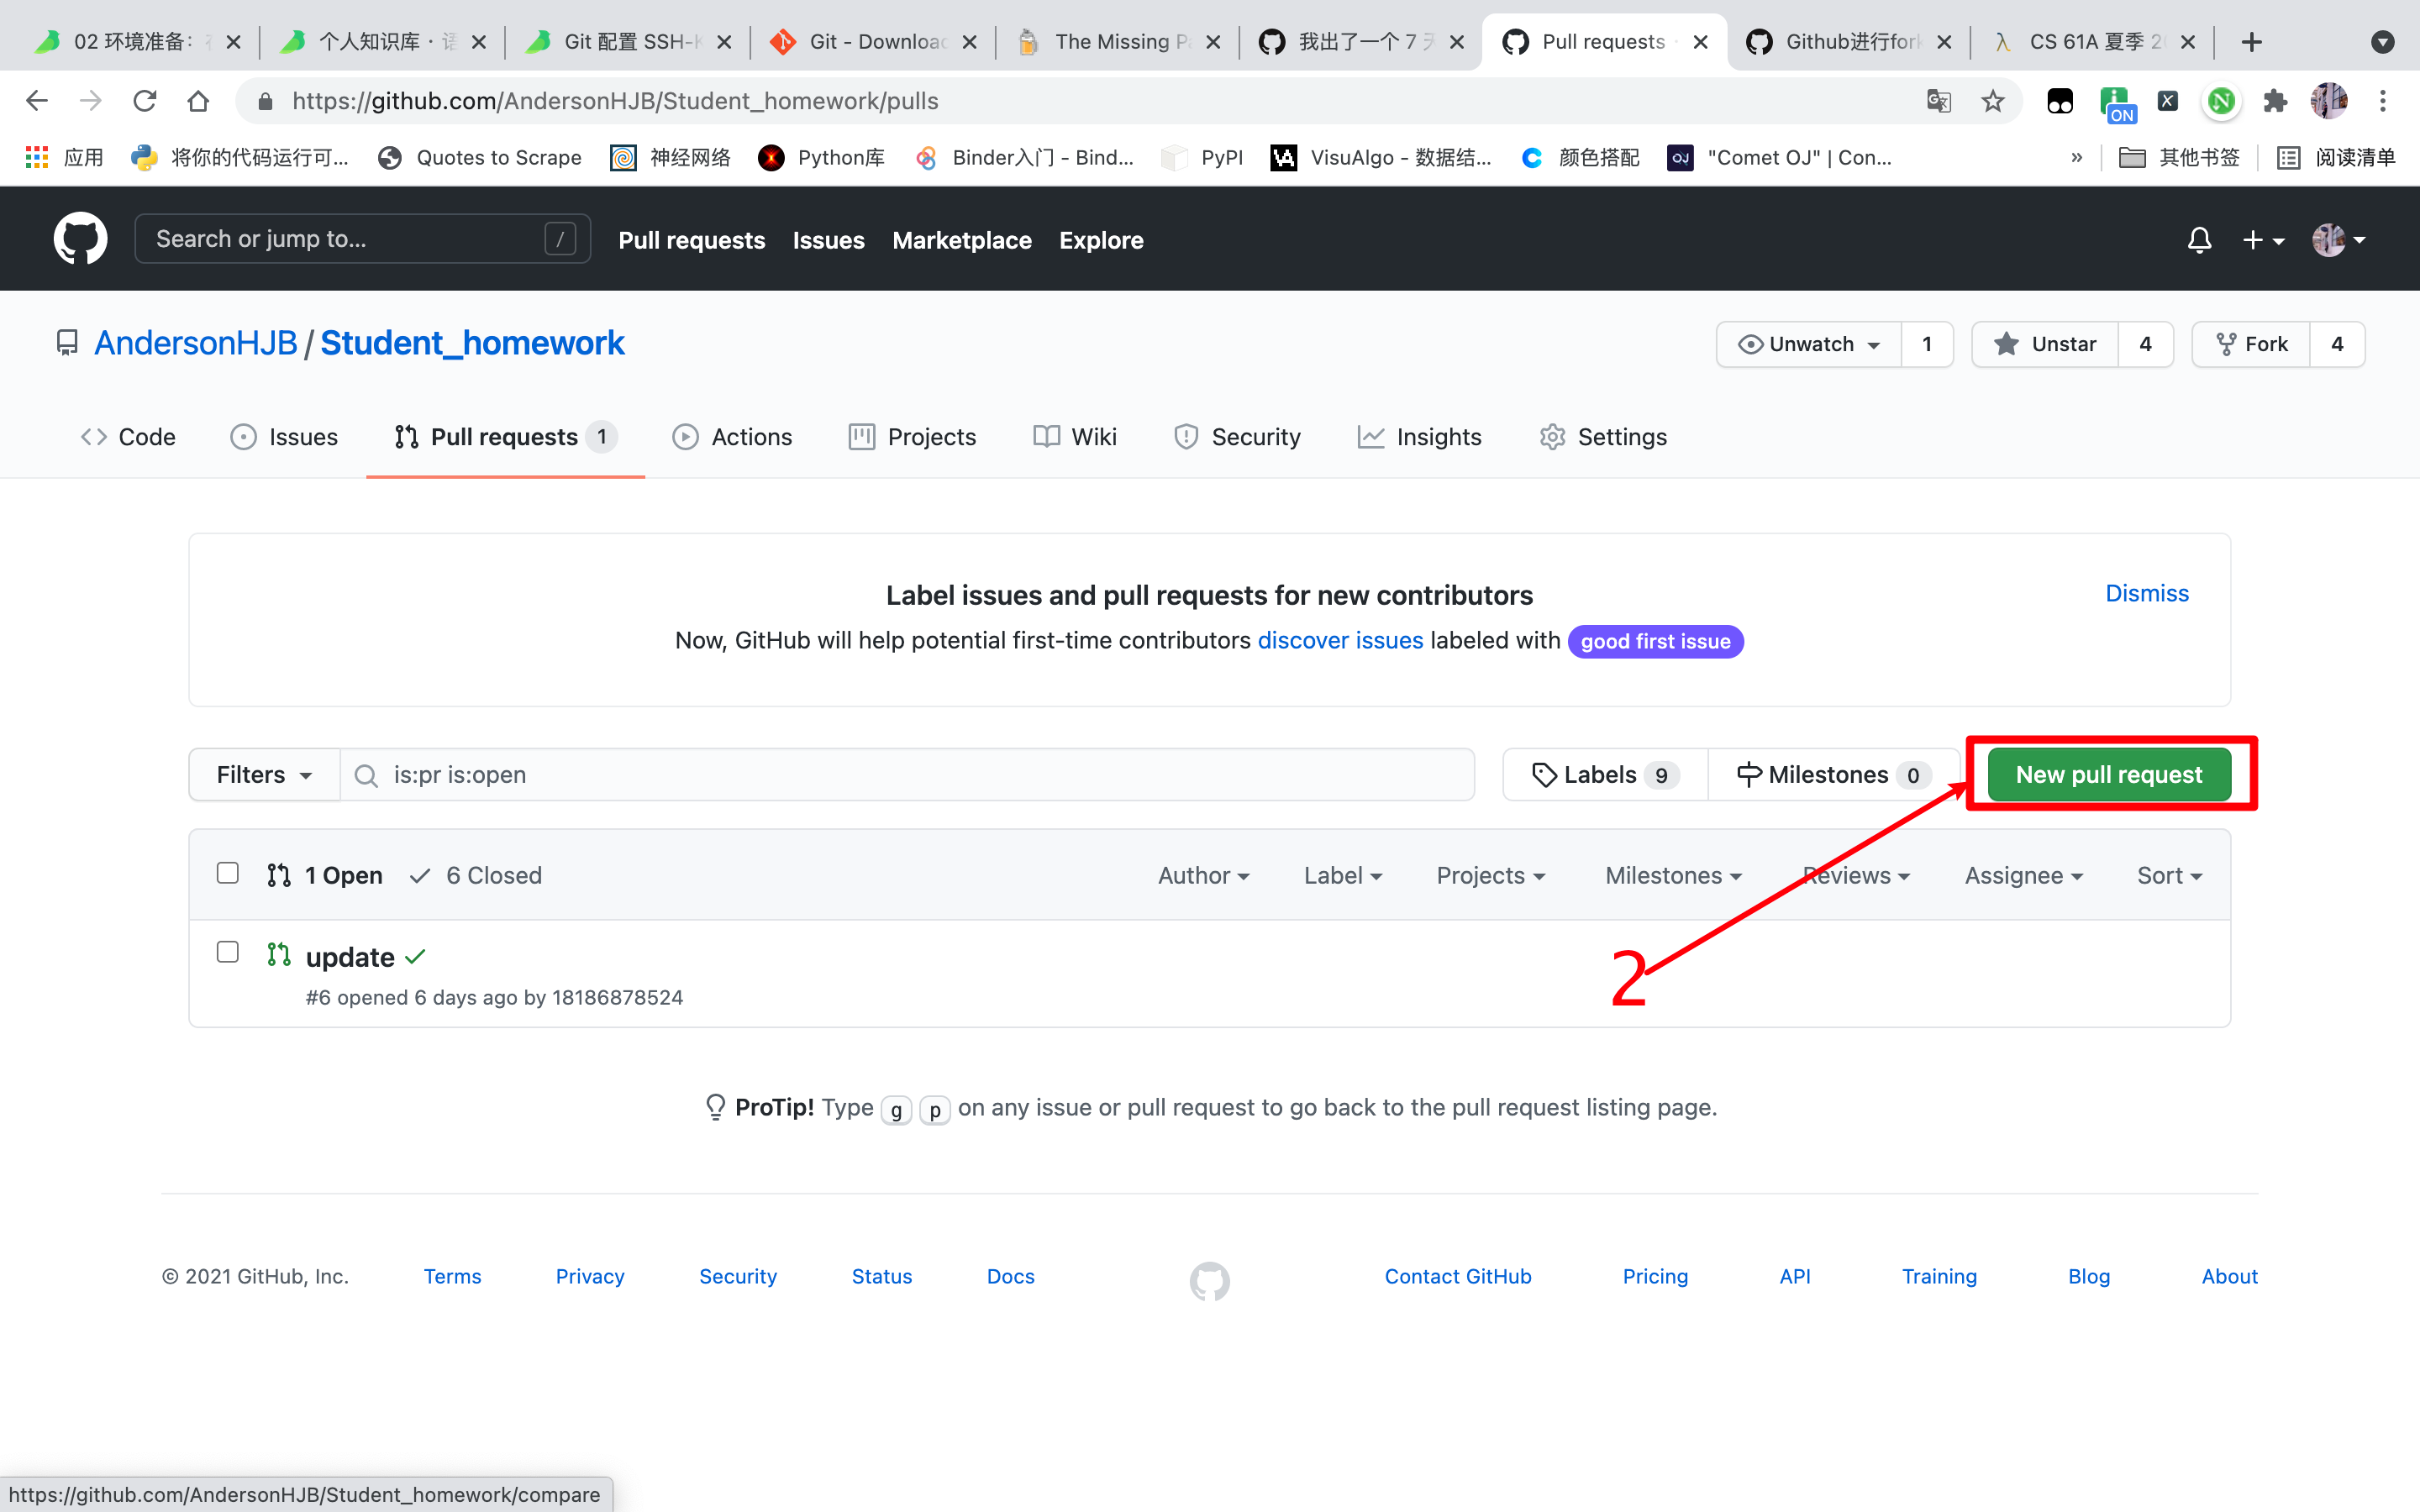 02 环境准备：
个人知识库 · 语
Git 配置 SSH-K
Git - Downloac
The Missing Pa
我出了一个 7 天
Pull requests
Github进行fork
CS 61A 夏季 20
https://github.com/AndersonHJB/Student_homework/pulls
ON
应用
将你的代码运行可...
Quotes to Scrape
神经网络
Python库
Binder入门 - Bind...
PyPI
VisuAlgo - 数据结...
颜色搭配
OJ
"Comet OJ" | Con...
»
其他书签
阅读清单
Search or jump to...
/
Pull requests
Issues
Marketplace
Explore
AndersonHJB / Student_homework
Unwatch 1
Unstar 4
Fork 4
Code
Issues
Pull requests 1
Actions
Projects
Wiki
Security
Insights
Settings
Label issues and pull requests for new contributors
Dismiss
Now, GitHub will help potential first-time contributors discover issues labeled with good first issue
Filters
is:pr is:open
Labels 9
Milestones 0
New pull request
1 Open
6 Closed
Author
Label
Projects
Milestones
Reviews
Assignee
Sort
update
#6 opened 6 days ago by 18186878524
2
ProTip! Type g p on any issue or pull request to go back to the pull request listing page.
© 2021 GitHub, Inc.
Terms
Privacy
Security
Status
Docs
Contact GitHub
Pricing
API
Training
Blog
About
https://github.com/AndersonHJB/Student_homework/compare